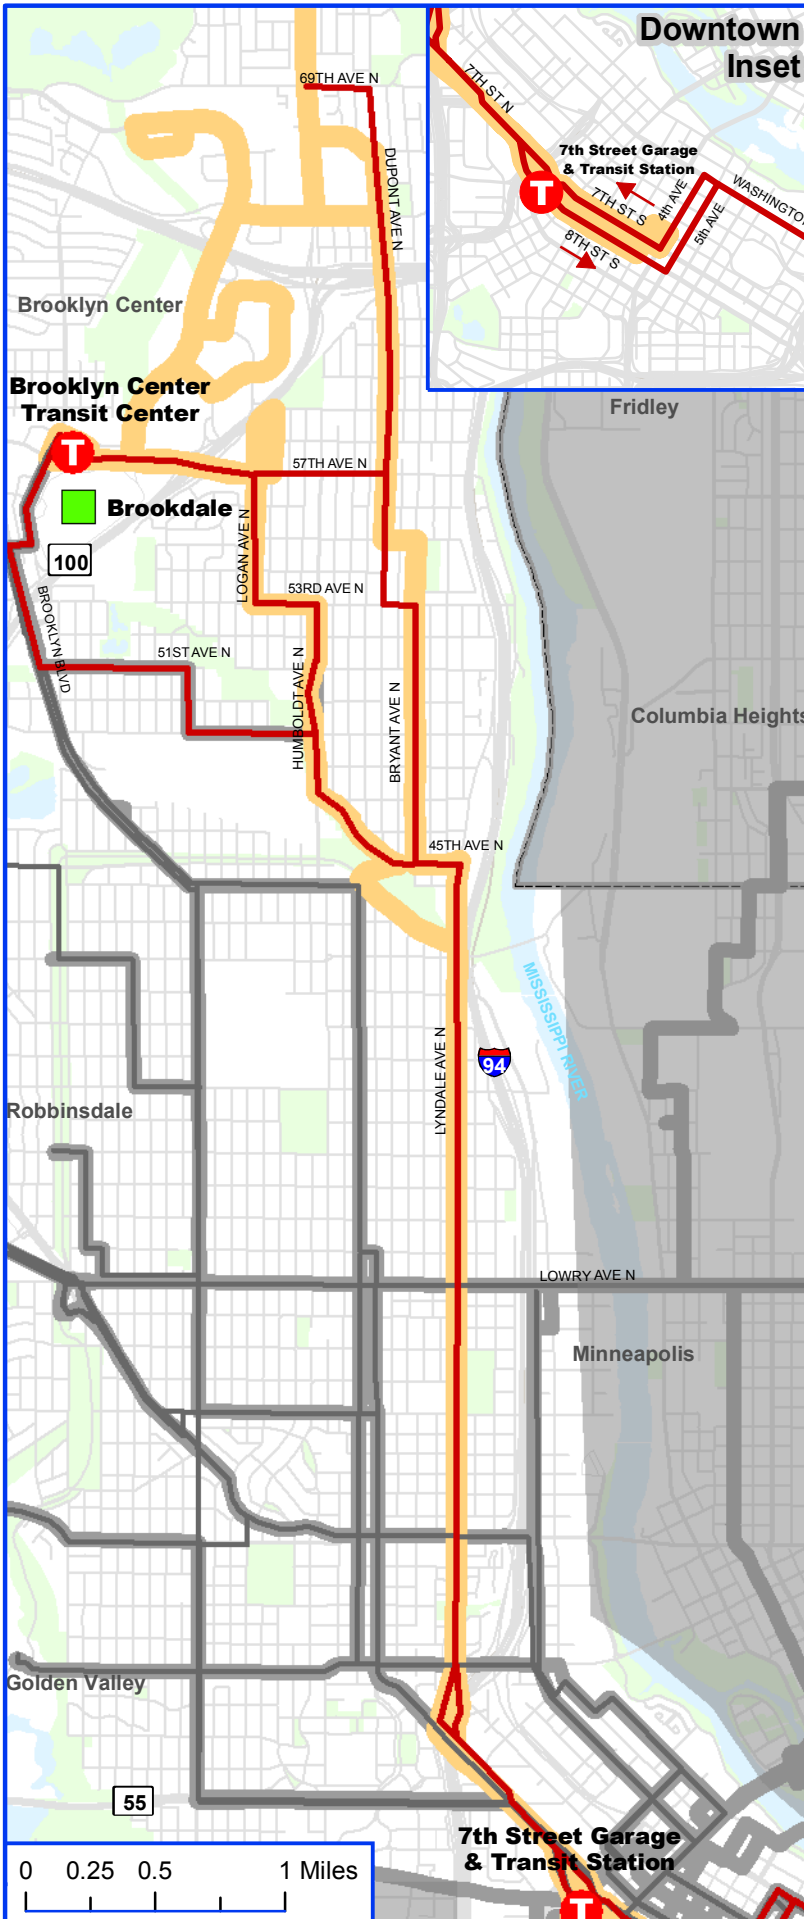 Downtown
Inset
69TH AVE N
7TH ST N
7th Street Garage
& Transit Station
T
7TH ST S
4th AVE
WASHINGTO
5th AVE
8TH ST S
DUPONT AVE N
Brooklyn Center
Brooklyn Center
Transit Center
T
Fridley
57TH AVE N
Brookdale
LOGAN AVE N
100
53RD AVE N
BROOKLYN BLVD
51ST AVE N
HUMBOLDT AVE N
BRYANT AVE N
Columbia Heights
45TH AVE N
MISSISSIPPI RIVER
LYNDALE AVE N
94
Robbinsdale
LOWRY AVE N
Minneapolis
Golden Valley
55
7th Street Garage
& Transit Station
T
0 0.25 0.5 1 Miles